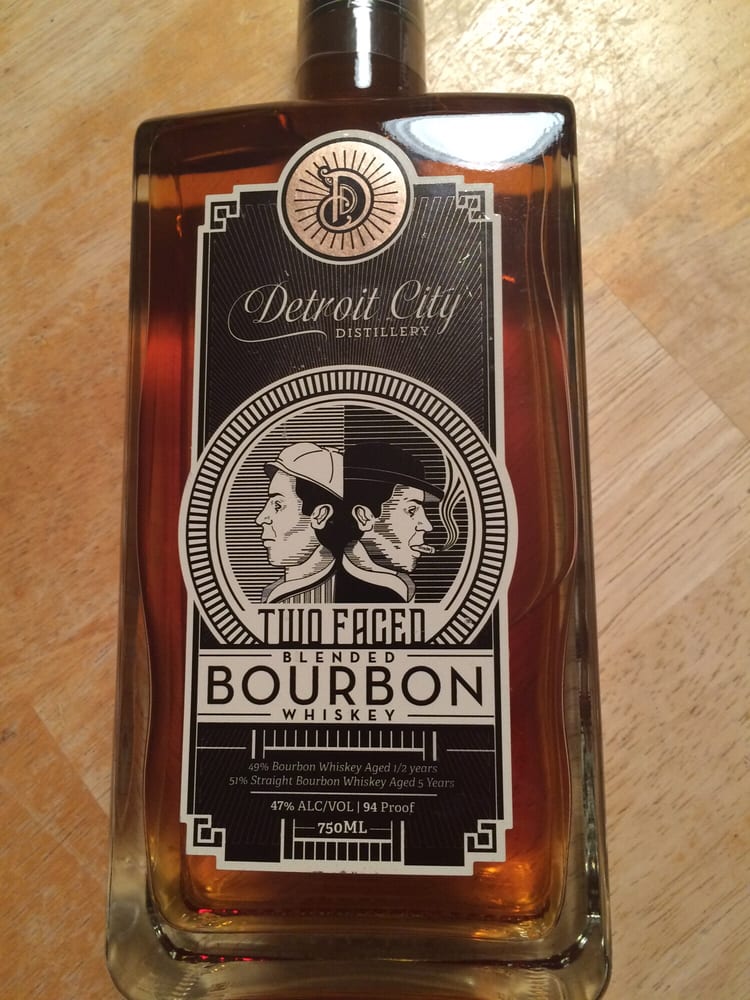 D
Detroit City
DISTILLERY
TWO FACED
BLENDED
BOURBON
WHISKEY
49% Bourbon Whiskey Aged 1/2 years
51% Straight Bourbon Whiskey Aged 5 Years
47% ALC/VOL | 94 Proof
750ML